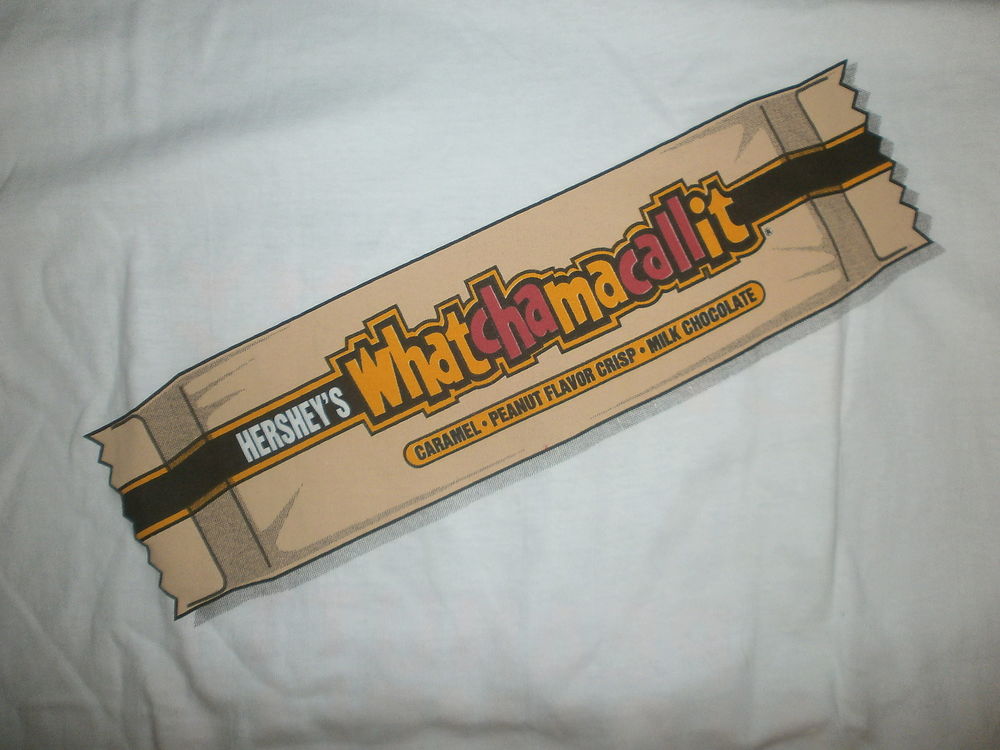 HERSHEY'S
Whatchamacallit
CARAMEL • PEANUT FLAVOR CRISP • MILK CHOCOLATE